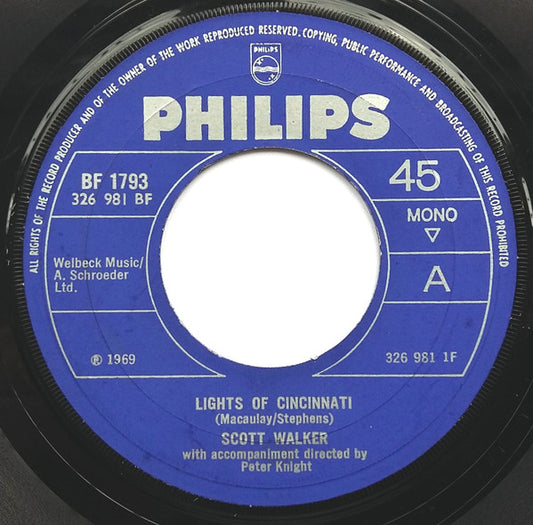 ALL RIGHTS OF THE RECORD PRODUCER AND OF THE OWNER OF THE WORK REPRODUCED RESERVED. COPYING, PUBLIC PERFORMANCE AND BROADCASTING OF THIS RECORD PROHIBITED
PHILIPS
PHILIPS
BF 1793
326 981 BF
45
MONO
Welbeck Music/
A. Schroeder
Ltd.
A
℗ 1969
326 981 1F
LIGHTS OF CINCINNATI
(Macaulay/Stephens)
SCOTT WALKER
with accompaniment directed by
Peter Knight